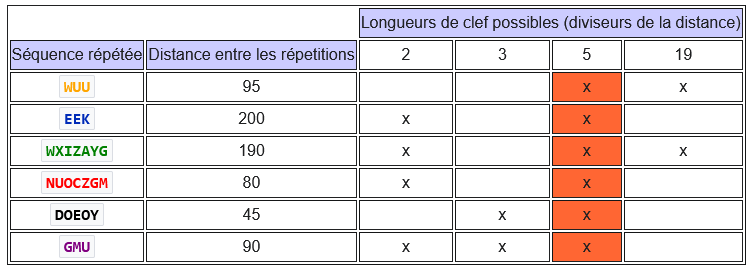 Longueurs de clef possibles (diviseurs de la distance)
Séquence répétée Distance entre les répetitions 2 3 5 19
WUU 95 x x
EEK 200 x x
WXIZAYG 190 x x x
NUOCZGM 80 x x
DOEOY 45 x x
GMU 90 x x x